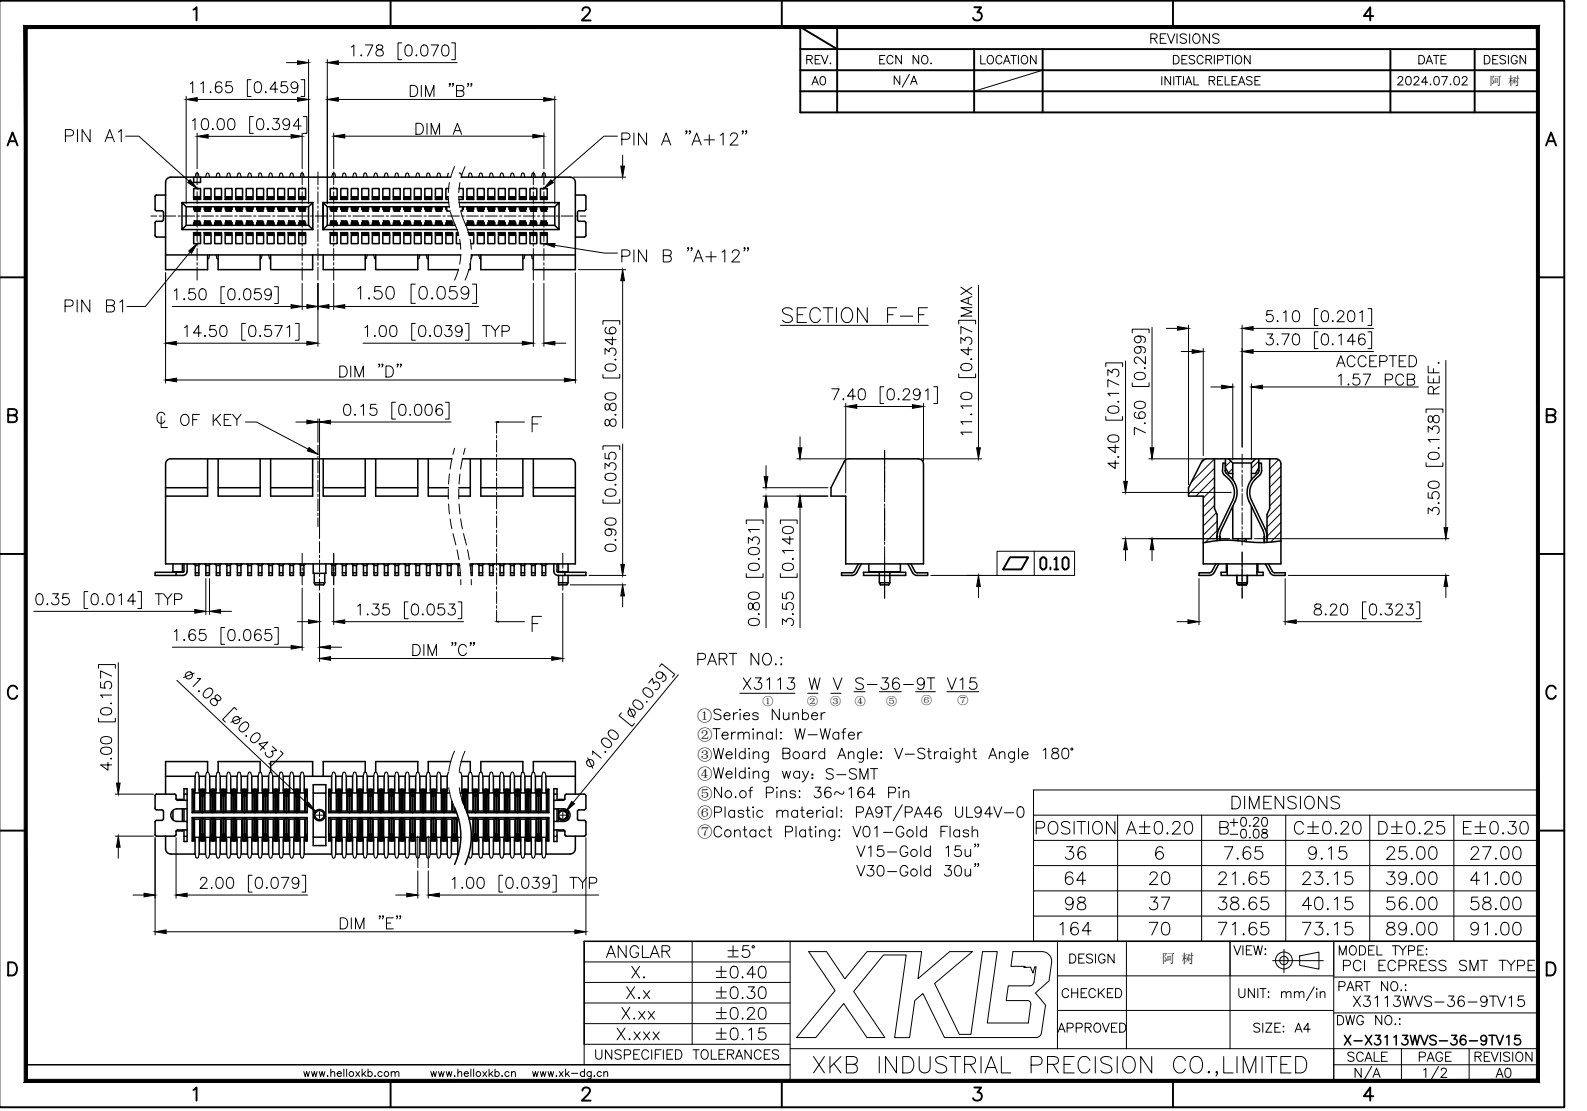 1 2 3 4
A
B
C
D
A
B
C
D
REVISIONS
REV. ECN NO. LOCATION DESCRIPTION DATE DESIGN
A0 N/A INITIAL RELEASE 2024.07.02 阿 树
1.78 [0.070]
11.65 [0.459] DIM "B"
10.00 [0.394] DIM A
PIN A1
PIN A "A+12"
PIN B "A+12"
PIN B1
1.50 [0.059] 1.50 [0.059]
14.50 [0.571] 1.00 [0.039] TYP
DIM "D"
8.80 [0.346]
℄ OF KEY 0.15 [0.006]
F
F
0.90 [0.035]
0.35 [0.014] TYP
1.35 [0.053]
1.65 [0.065]
DIM "C"
SECTION F-F
7.40 [0.291]
11.10 [0.437]MAX
0.80 [0.031]
3.55 [0.140]
0.10
5.10 [0.201]
3.70 [0.146]
ACCEPTED
1.57 PCB
4.40 [0.173]
7.60 [0.299]
3.50 [0.138] REF.
8.20 [0.323]
4.00 [0.157]
ø1.08 [ø0.043]
ø1.00 [ø0.039]
2.00 [0.079] 1.00 [0.039] TYP
DIM "E"
PART NO.:
X3113 W V S-36-9T V15
① ② ③ ④ ⑤ ⑥ ⑦
①Series Nunber
②Terminal: W-Wafer
③Welding Board Angle: V-Straight Angle 180°
④Welding way: S-SMT
⑤No.of Pins: 36~164 Pin
⑥Plastic material: PA9T/PA46 UL94V-0
⑦Contact Plating: V01-Gold Flash
V15-Gold 15u"
V30-Gold 30u"
DIMENSIONS
POSITION A±0.20 B+0.20 -0.08 C±0.20 D±0.25 E±0.30
36 6 7.65 9.15 25.00 27.00
64 20 21.65 23.15 39.00 41.00
98 37 38.65 40.15 56.00 58.00
164 70 71.65 73.15 89.00 91.00
ANGLAR ±5°
X. ±0.40
X.x ±0.30
X.xx ±0.20
X.xxx ±0.15
UNSPECIFIED TOLERANCES
XKB
DESIGN 阿 树
CHECKED
APPROVED
VIEW:
UNIT: mm/in
SIZE: A4
MODEL TYPE:
PCI ECPRESS SMT TYPE
PART NO.:
X3113WVS-36-9TV15
DWG NO.:
X-X3113WVS-36-9TV15
SCALE PAGE REVISION
N/A 1/2 A0
XKB INDUSTRIAL PRECISION CO.,LIMITED
www.helloxkb.com www.helloxkb.cn www.xk-dg.cn
1 2 3 4